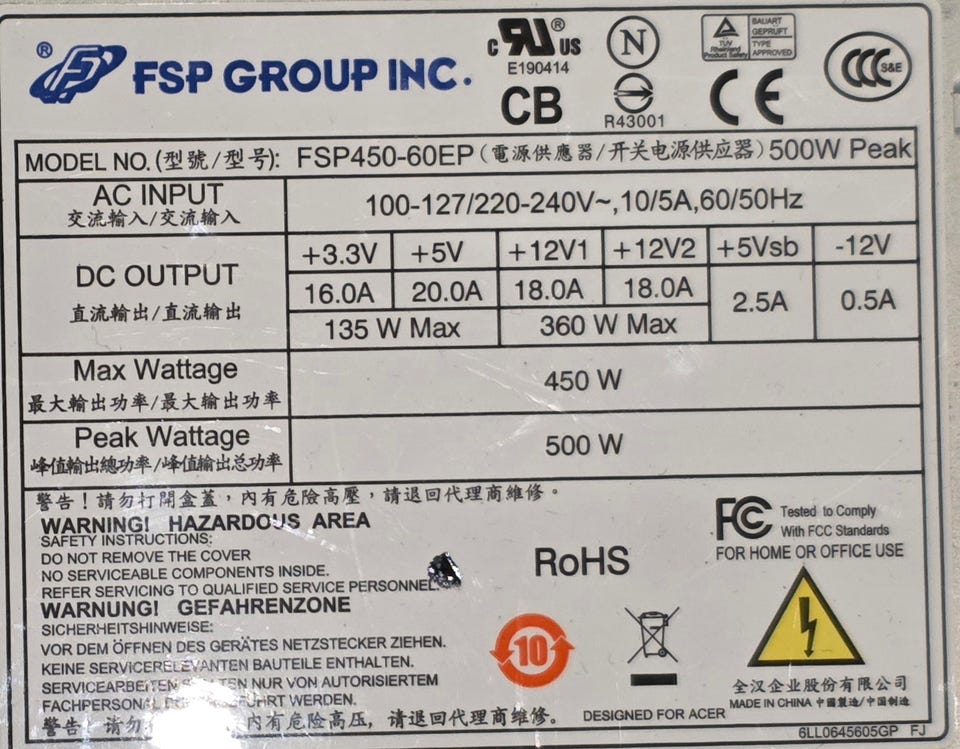 ® FSP GROUP INC.
c RU ® US
E190414
N
TÜV Rheinland Product Safety
BAUART GEPRÜFT
TYPE APPROVED
CCC S&E
CB
R43001
CE
MODEL NO.(型號/型号): FSP450-60EP(電源供應器/开关电源供应器)500W Peak
AC INPUT 100-127/220-240V~,10/5A,60/50Hz
交流輸入/交流输入
DC OUTPUT
直流輸出/直流输出
+3.3V +5V +12V1 +12V2 +5Vsb -12V
16.0A 20.0A 18.0A 18.0A 2.5A 0.5A
135 W Max 360 W Max
Max Wattage 450 W
最大輸出功率/最大输出功率
Peak Wattage 500 W
峰值輸出總功率/峰值输出总功率
警告!請勿打開盒蓋,內有危險高壓,請退回代理商維修。
WARNING! HAZARDOUS AREA
SAFETY INSTRUCTIONS:
DO NOT REMOVE THE COVER
NO SERVICEABLE COMPONENTS INSIDE.
REFER SERVICING TO QUALIFIED SERVICE PERSONNEL.
WARNUNG! GEFAHRENZONE
SICHERHEITSHINWEISE:
VOR DEM ÖFFNEN DES GERÄTES NETZSTECKER ZIEHEN.
KEINE SERVICERELEVANTEN BAUTEILE ENTHALTEN.
SERVICEARBEITEN NUR VON AUTORISIERTEM
FACHPERSONAL WERDEN.
警告!请勿打 内有危险高压,请退回代理商维修。
RoHS
FC Tested to Comply
With FCC Standards
FOR HOME OR OFFICE USE
10
全汉企业股份有限公司
MADE IN CHINA 中國製造/中国制造
DESIGNED FOR ACER
6LL0645605GP FJ